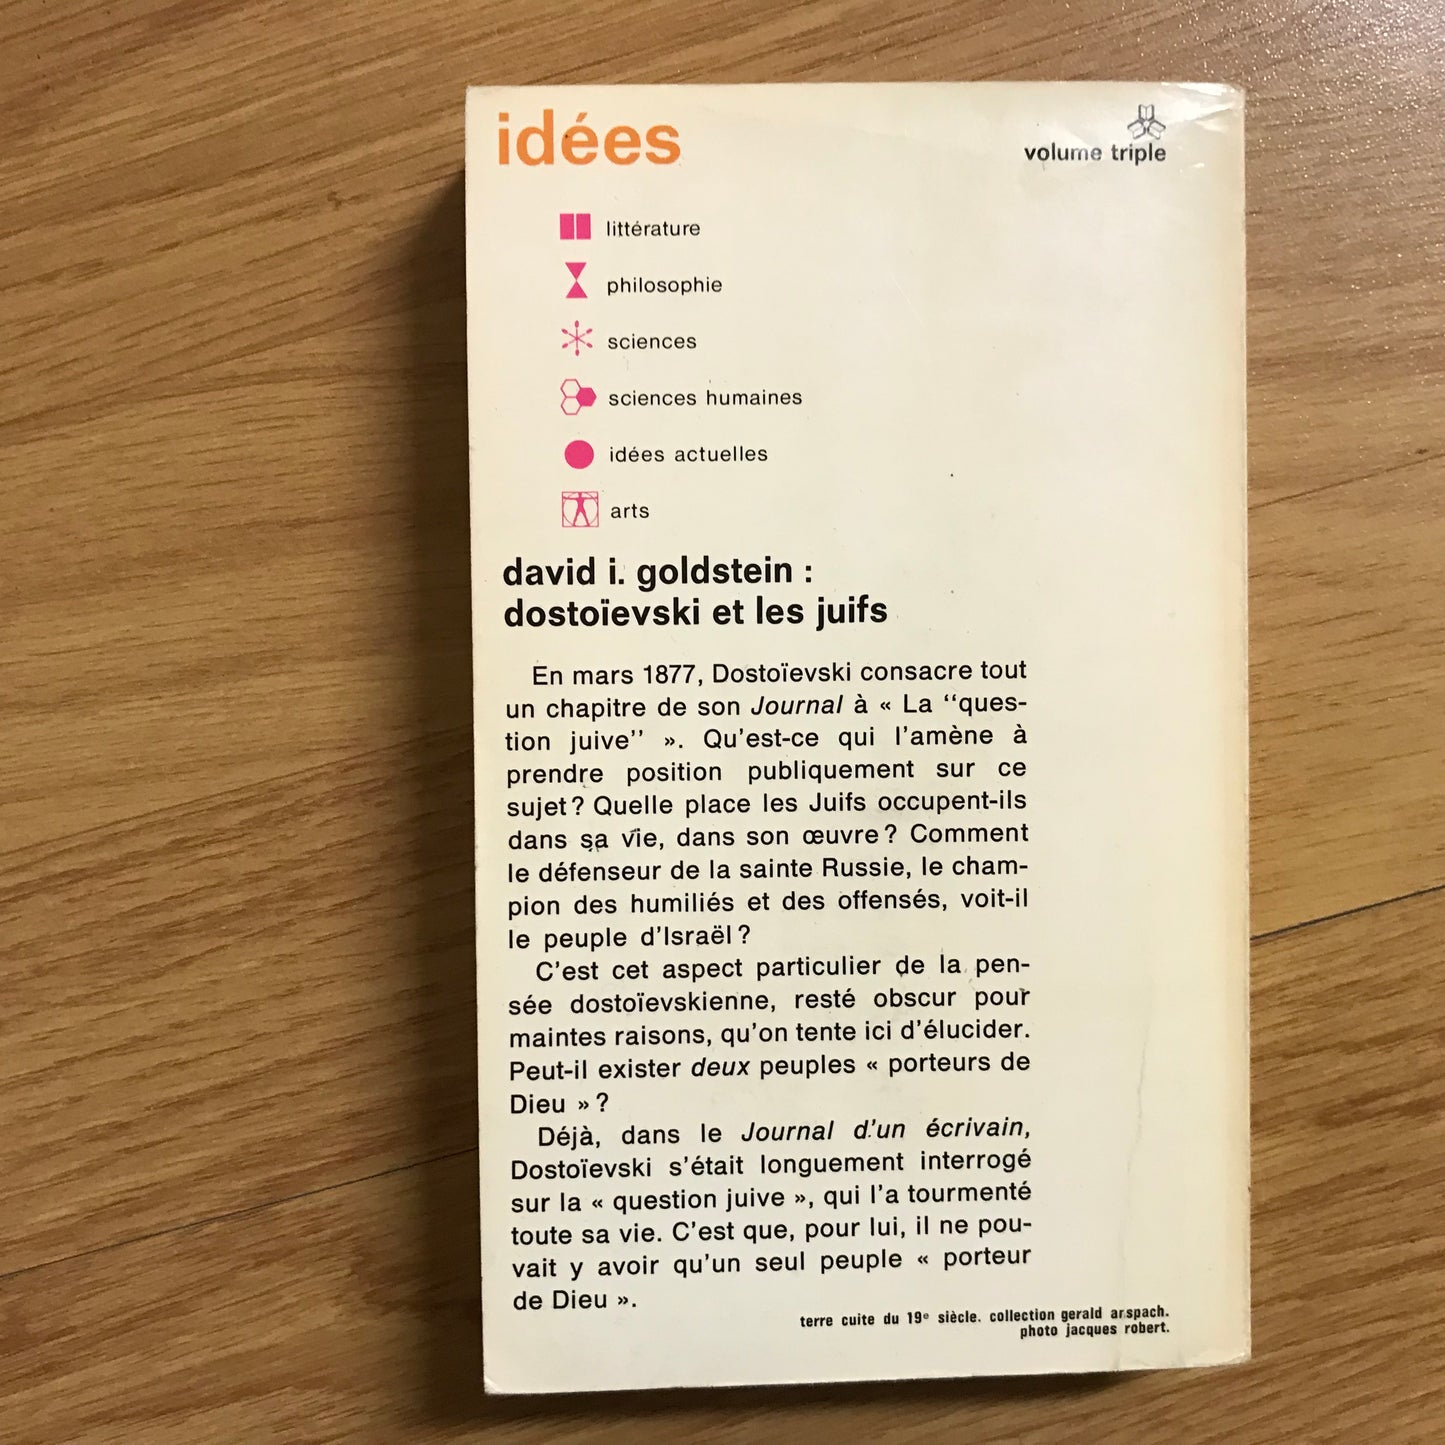 idées
volume triple
littérature
philosophie
sciences
sciences humaines
idées actuelles
arts
david i. goldstein :
dostoïevski et les juifs
En mars 1877, Dostoïevski consacre tout
un chapitre de son Journal à « La ‘‘ques-
tion juive’’ ». Qu’est-ce qui l’amène à
prendre position publiquement sur ce
sujet ? Quelle place les Juifs occupent-ils
dans sa vie, dans son œuvre ? Comment
le défenseur de la sainte Russie, le cham-
pion des humiliés et des offensés, voit-il
le peuple d’Israël ?
C’est cet aspect particulier de la pen-
sée dostoïevskienne, resté obscur pour
maintes raisons, qu’on tente ici d’élucider.
Peut-il exister deux peuples « porteurs de
Dieu » ?
Déjà, dans le Journal d’un écrivain,
Dostoïevski s’était longuement interrogé
sur la « question juive », qui l’a tourmenté
toute sa vie. C’est que, pour lui, il ne pou-
vait y avoir qu’un seul peuple « porteur
de Dieu ».
terre cuite du 19e siècle. collection gerald arspach.
photo jacques robert.